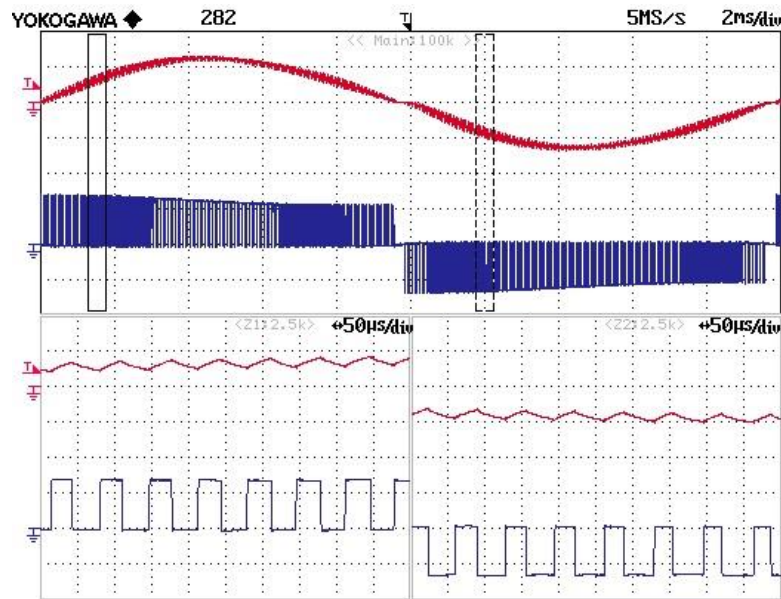 YOKOGAWA ◆ 282 T 5MS/s 2ms/div
<< Main:100k >>
T
<Z1:2.5k> ↔50μs/div <Z2:2.5k> ↔50μs/div
T